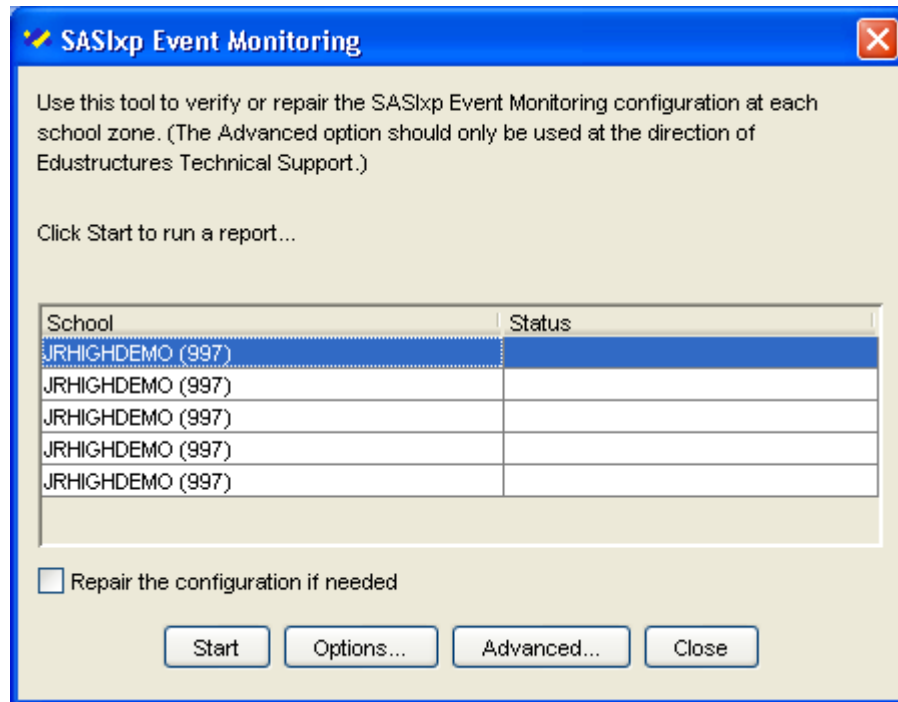 SASIxp Event Monitoring
Use this tool to verify or repair the SASIxp Event Monitoring configuration at each
school zone. (The Advanced option should only be used at the direction of
Edustructures Technical Support.)
Click Start to run a report...
School Status
JRHIGHDEMO (997)
JRHIGHDEMO (997)
JRHIGHDEMO (997)
JRHIGHDEMO (997)
JRHIGHDEMO (997)
Repair the configuration if needed
Start Options... Advanced... Close